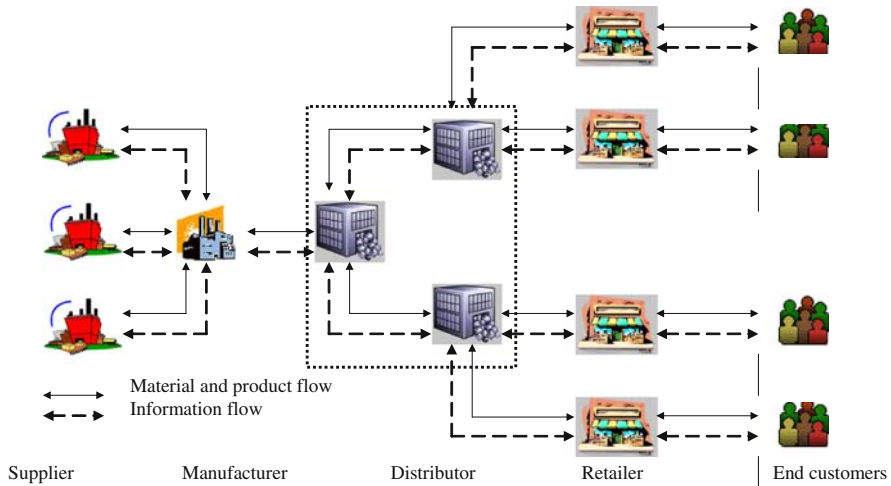 Material and product flow
Information flow
Supplier
Manufacturer
Distributor
Retailer
End customers